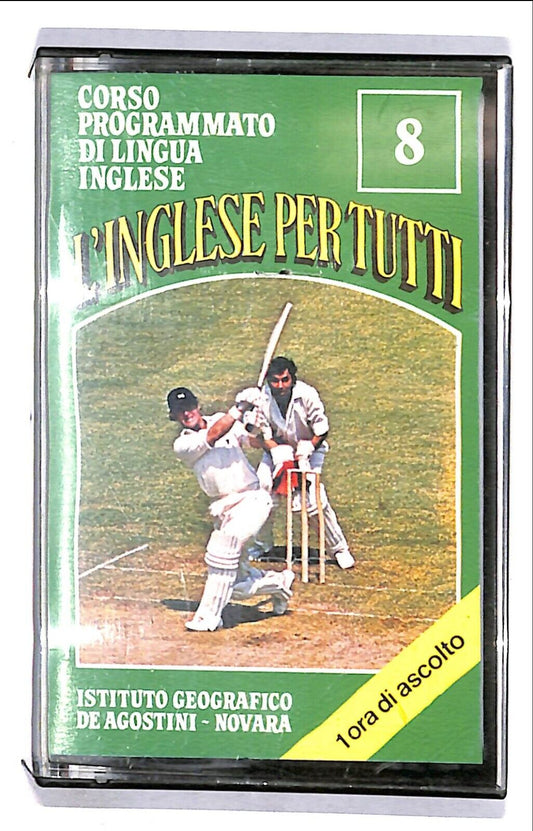 CORSO
PROGRAMMATO
DI LINGUA
INGLESE
8
L'INGLESE PER TUTTI
ISTITUTO GEOGRAFICO
DE AGOSTINI - NOVARA
1 ora di ascolto